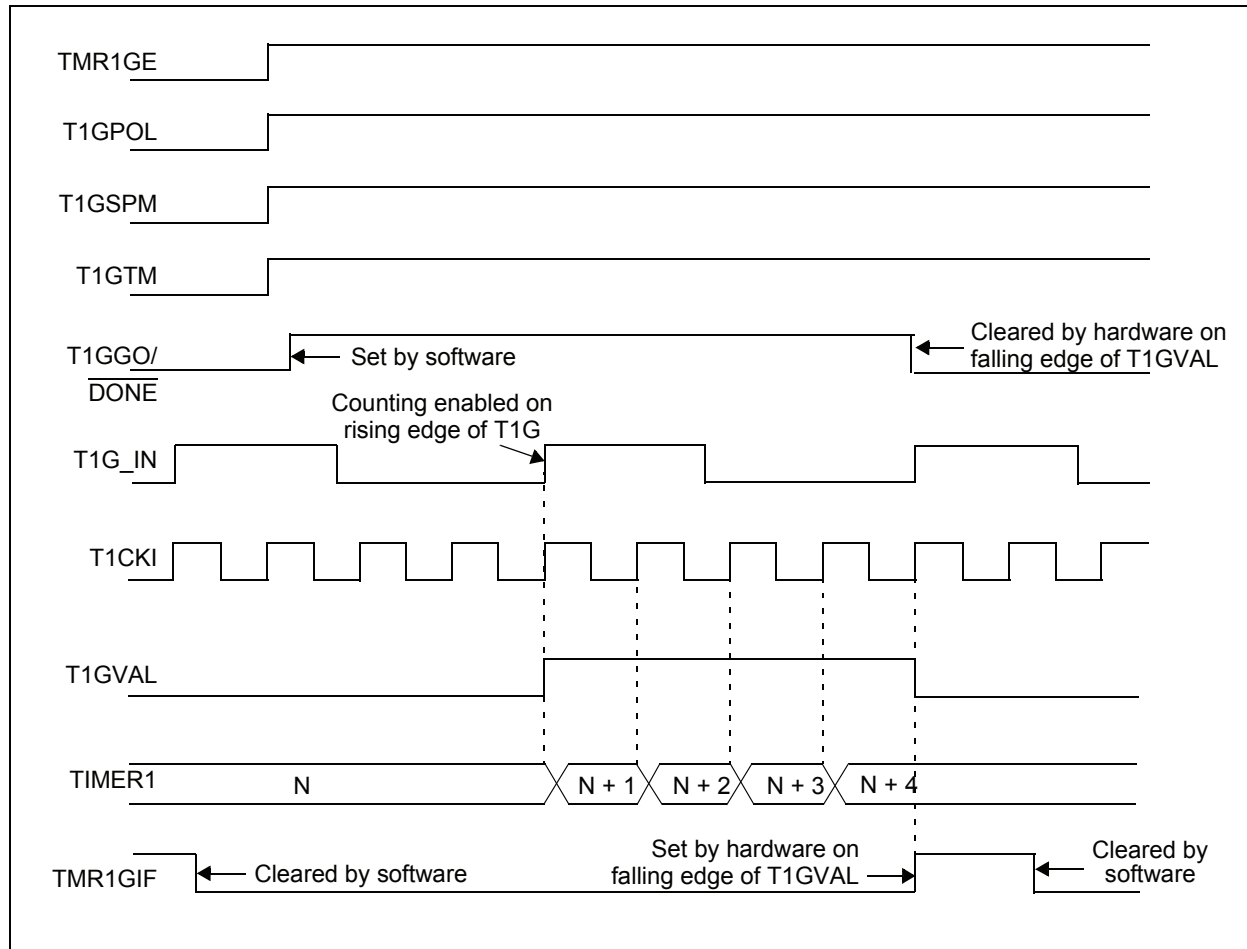 TMR1GE
T1GPOL
T1GSPM
T1GTM
T1GGO/
DONE
Set by software
Cleared by hardware on
falling edge of T1GVAL
Counting enabled on
rising edge of T1G
T1G_IN
T1CKI
T1GVAL
TIMER1
N
N + 1
N + 2
N + 3
N + 4
TMR1GIF
Cleared by software
Set by hardware on
falling edge of T1GVAL
Cleared by
software